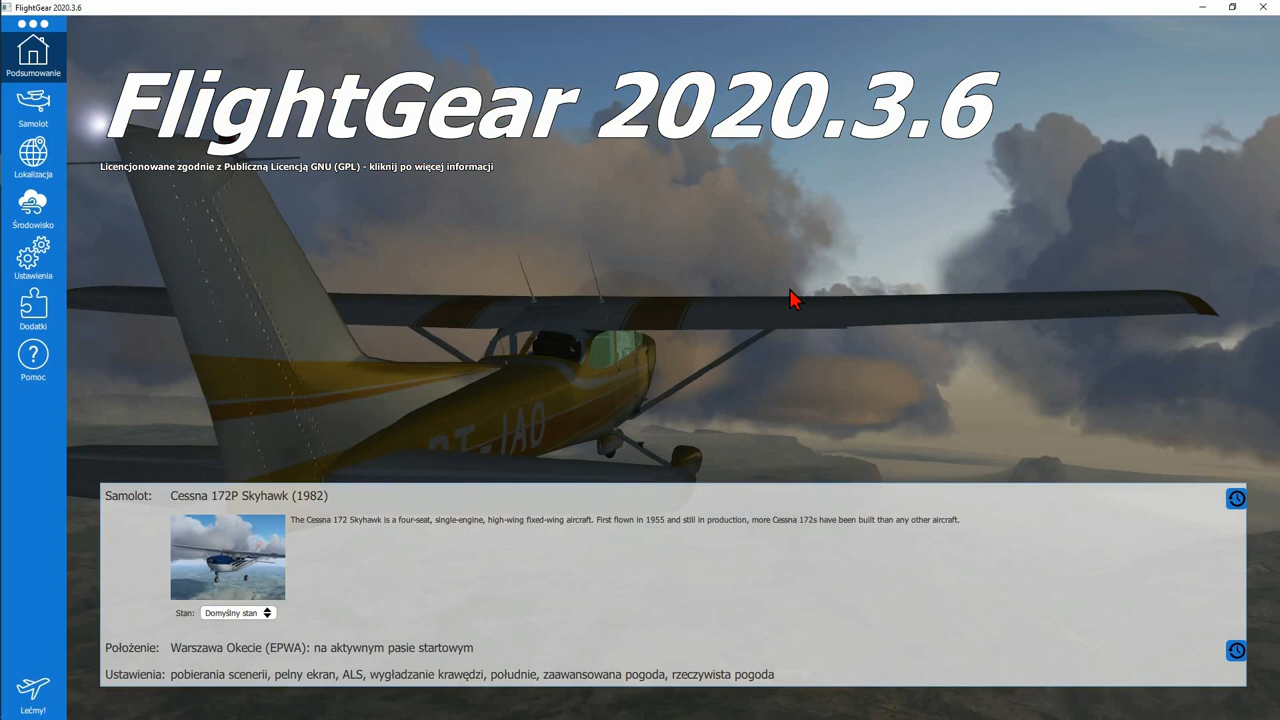 FlightGear 2020.3.6
Podsumowanie
Samolot
Lokalizacja
Środowisko
Ustawienia
Dodatki
Pomoc
Lećmy!
FlightGear 2020.3.6
Licencjonowane zgodnie z Publiczną Licencją GNU (GPL) - kliknij po więcej informacji
PT-JAO
Samolot: Cessna 172P Skyhawk (1982)
The Cessna 172 Skyhawk is a four-seat, single-engine, high-wing fixed-wing aircraft. First flown in 1955 and still in production, more Cessna 172s have been built than any other aircraft.
Stan: Domyślny stan
Położenie: Warszawa Okecie (EPWA): na aktywnym pasie startowym
Ustawienia: pobierania scenerii, pelny ekran, ALS, wygładzanie krawędzi, południe, zaawansowana pogoda, rzeczywista pogoda